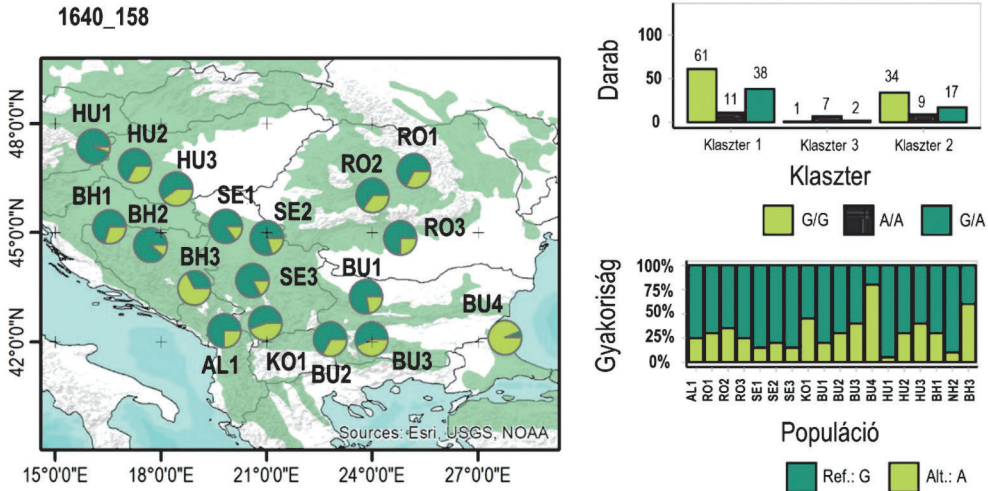 1640_158
48°0'0"N
45°0'0"N
42°0'0"N
HU1
HU2
HU3
BH1
BH2
BH3
SE1
SE2
SE3
RO1
RO2
RO3
BU1
BU4
AL1
KO1
BU2
BU3
Sources: Esri, USGS, NOAA
15°0'0"E
18°0'0"E
21°0'0"E
24°0'0"E
27°0'0"E
Darab
100
50
0
61
11
38
1
7
2
34
9
17
Klaszter 1
Klaszter 3
Klaszter 2
Klaszter
G/G
A/A
G/A
Gyakoriság
100%
75%
50%
25%
0%
AL1
RO1
RO2
RO3
SE1
SE2
SE3
KO1
BU1
BU2
BU3
BU4
HU1
HU2
HU3
BH1
NH2
BH3
Populáció
Ref.: G
Alt.: A